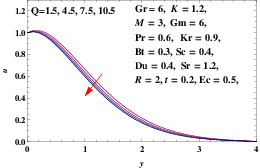 Q=1.5, 4.5, 7.5, 10.5
Gr= 6, K = 1.2,
M = 3, Gm = 6,
Pr = 0.6, Kr = 0.9,
Bt = 0.3, Sc = 0.4,
Du = 0.4, Sr = 1.2,
R = 2, t = 0.2, Ec = 0.5,
1.2
1.0
0.8
0.6
0.4
0.2
0.0
u
0 1 2 3 4
y